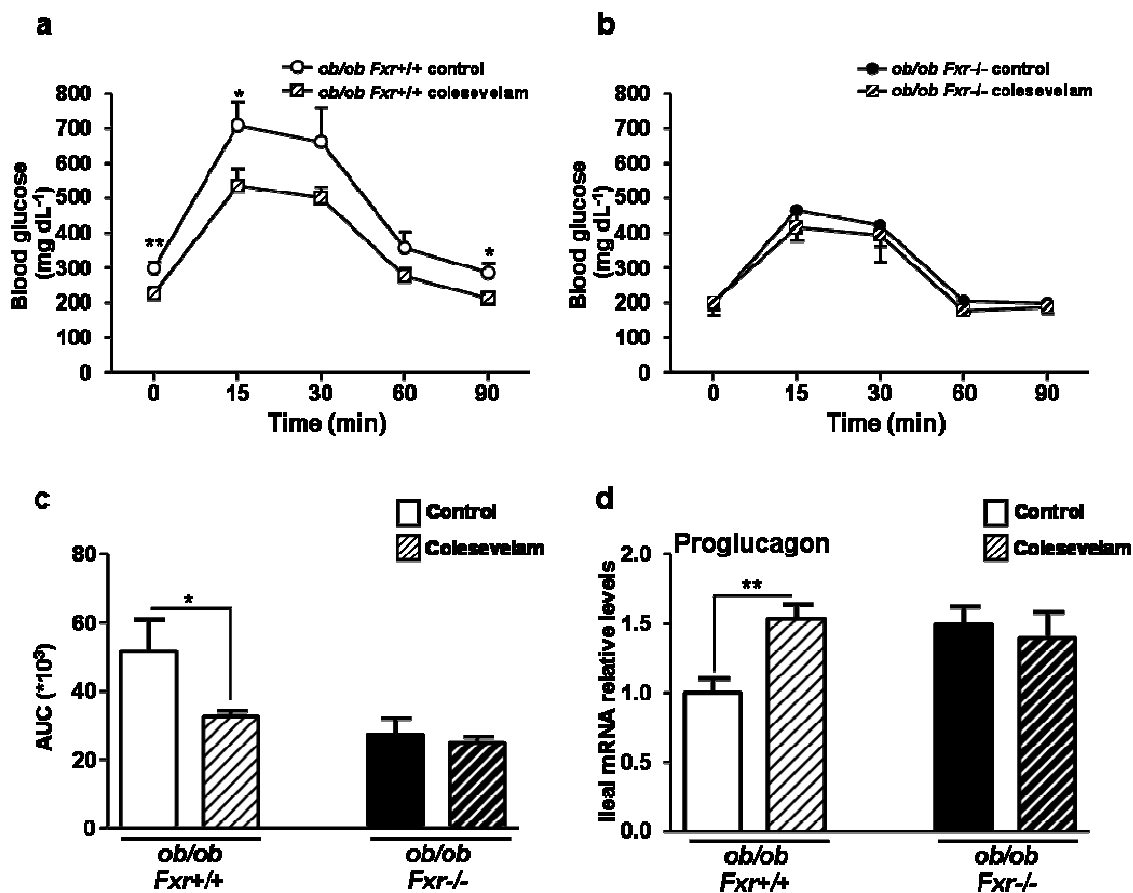 a
ob/ob Fxr+/+ control
ob/ob Fxr+/+ colesevelam
800
700
600
500
400
300
200
100
0
Blood glucose
(mg dL-1)
*
**
*
0 15 30 60 90
Time (min)
b
ob/ob Fxr-/- control
ob/ob Fxr-/- colesevelam
800
700
600
500
400
300
200
100
0
Blood glucose
(mg dL-1)
0 15 30 60 90
Time (min)
c
Control
Colesevelam
80
60
40
20
0
AUC (*10³)
*
ob/ob
Fxr+/+
ob/ob
Fxr-/-
d
Control
Colesevelam
Proglucagon
2.0
1.5
1.0
0.5
0.0
Ileal mRNA relative levels
**
ob/ob
Fxr+/+
ob/ob
Fxr-/-